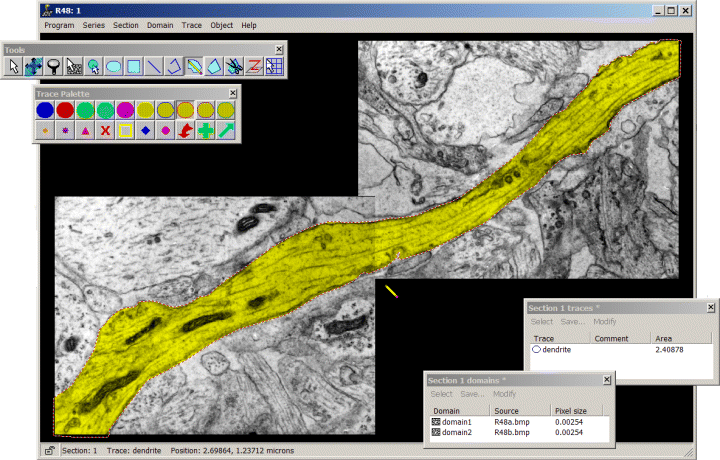 R48: 1
Program Series Section Domain Trace Object Help
Tools
Trace Palette
Section 1 traces *
Select Save... Modify
Trace Comment Area
dendrite 2.40878
Section 1 domains *
Select Save... Modify
Domain Source Pixel size
domain1 R48a.bmp 0.00254
domain2 R48b.bmp 0.00254
Section: 1 Trace: dendrite Position: 2.69864, 1.23712 microns